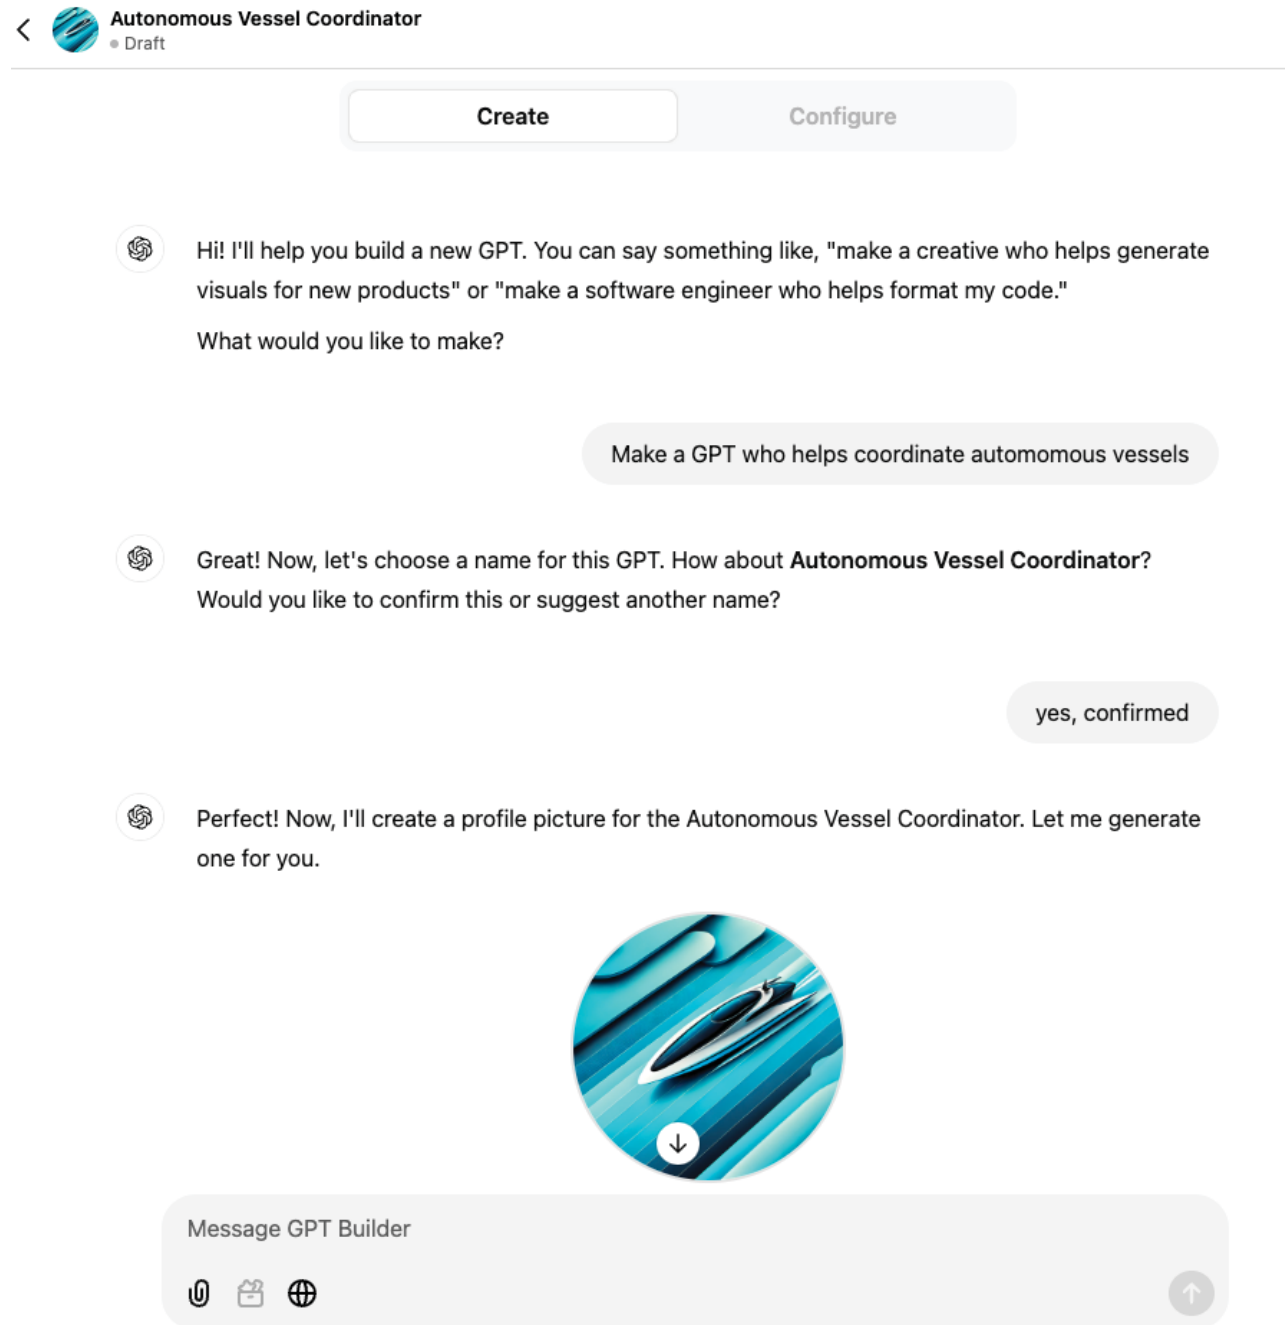 Autonomous Vessel Coordinator
Draft
Create
Configure
Hi! I'll help you build a new GPT. You can say something like, "make a creative who helps generate
visuals for new products" or "make a software engineer who helps format my code."
What would you like to make?
Make a GPT who helps coordinate automomous vessels
Great! Now, let's choose a name for this GPT. How about Autonomous Vessel Coordinator?
Would you like to confirm this or suggest another name?
yes, confirmed
Perfect! Now, I'll create a profile picture for the Autonomous Vessel Coordinator. Let me generate
one for you.
Message GPT Builder